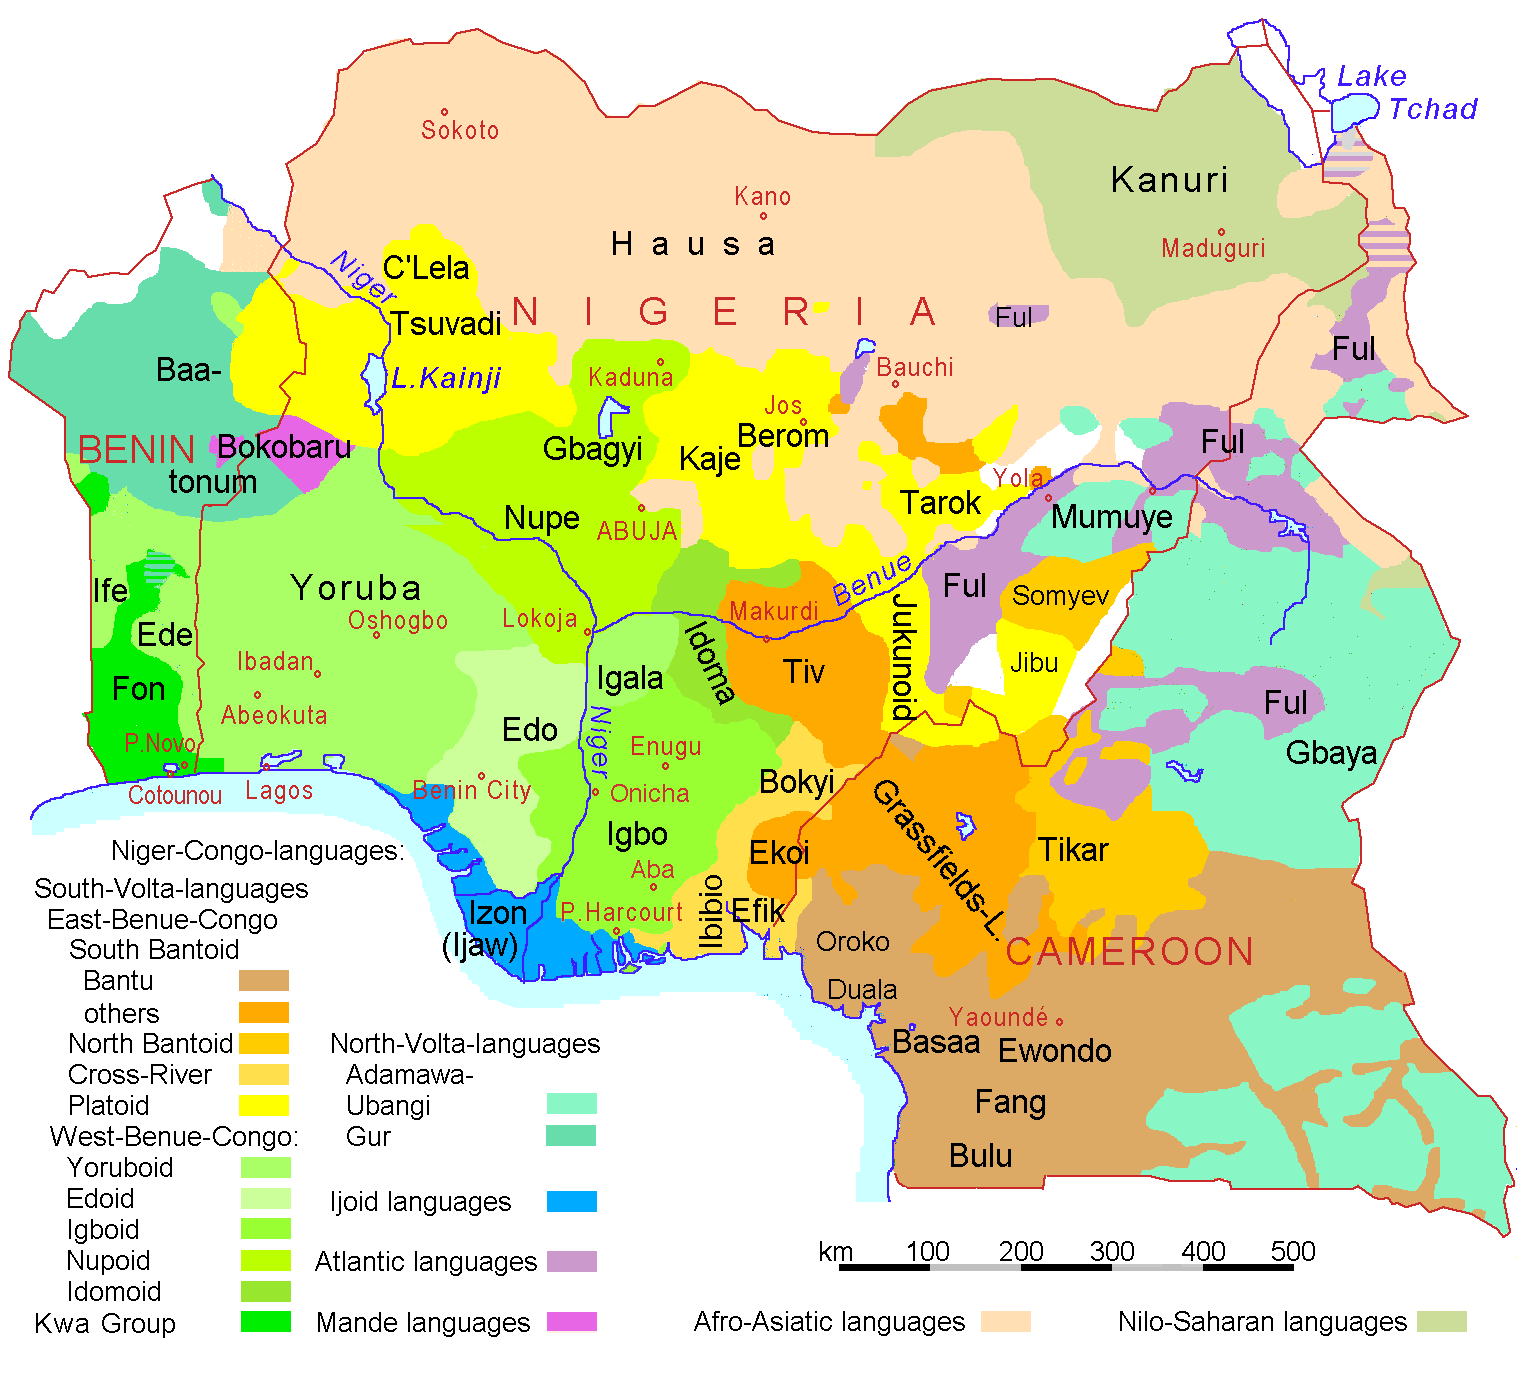 Lake
Tchad
Sokoto
Kanuri
Kano
Maduguri
Hausa
Niger
C'Lela
NIGERIA
Tsuvadi
Ful
Ful
Baa-
L.Kainji
Kaduna
Bauchi
Jos
BENIN
Bokobaru
Gbagyi
Kaje
Berom
Ful
tonum
Yola
Nupe
ABUJA
Tarok
Mumuye
Ife
Yoruba
Benue
Ful
Somyev
Ede
Oshogbo
Lokoja
Makurdi
Jukunoid
Idoma
Ibadan
Igala
Tiv
Jibu
Fon
Abeokuta
Edo
Niger
Ful
P.Novo
Enugu
Gbaya
Cotounou
Lagos
Benin City
Onicha
Bokyi
Grassfields-L.
Igbo
Ekoi
Tikar
Aba
Izon
(Ijaw)
P.Harcourt
Ibibio
Efik
Oroko
CAMEROON
Duala
Yaoundé
Basaa
Ewondo
Fang
Bulu
Niger-Congo-languages:
South-Volta-languages
East-Benue-Congo
South Bantoid
Bantu
others
North Bantoid
Cross-River
Platoid
West-Benue-Congo:
Yoruboid
Edoid
Igboid
Nupoid
Idomoid
Kwa Group
North-Volta-languages
Adamawa-
Ubangi
Gur
Ijoid languages
Atlantic languages
Mande languages
km 100 200 300 400 500
Afro-Asiatic languages
Nilo-Saharan languages